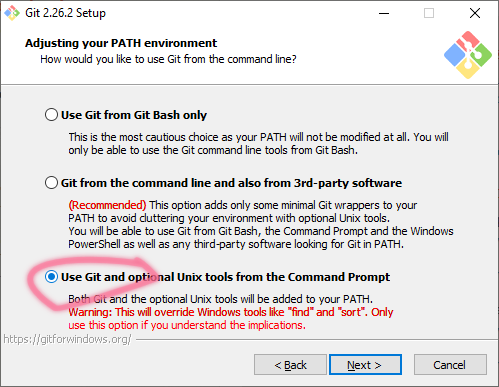 Git 2.26.2 Setup
Adjusting your PATH environment
How would you like to use Git from the command line?
Use Git from Git Bash only
This is the most cautious choice as your PATH will not be modified at all. You will
only be able to use the Git command line tools from Git Bash.
Git from the command line and also from 3rd-party software
(Recommended) This option adds only some minimal Git wrappers to your
PATH to avoid cluttering your environment with optional Unix tools.
You will be able to use Git from Git Bash, the Command Prompt and the Windows
PowerShell as well as any third-party software looking for Git in PATH.
Use Git and optional Unix tools from the Command Prompt
Both Git and the optional Unix tools will be added to your PATH.
Warning: This will override Windows tools like "find" and "sort". Only
use this option if you understand the implications.
https://gitforwindows.org/
< Back
Next >
Cancel